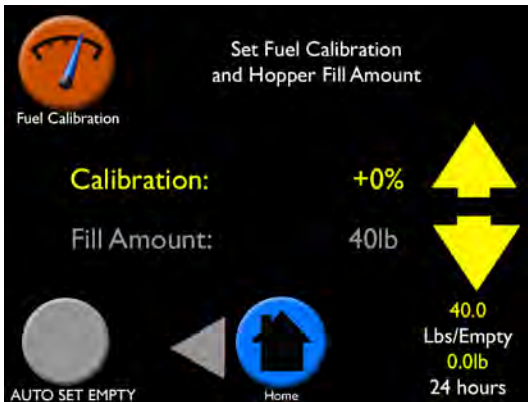 Set Fuel Calibration
and Hopper Fill Amount
Fuel Calibration
Calibration: +0%
Fill Amount: 40lb
40.0
Lbs/Empty
0.0lb
24 hours
AUTO SET EMPTY
Home